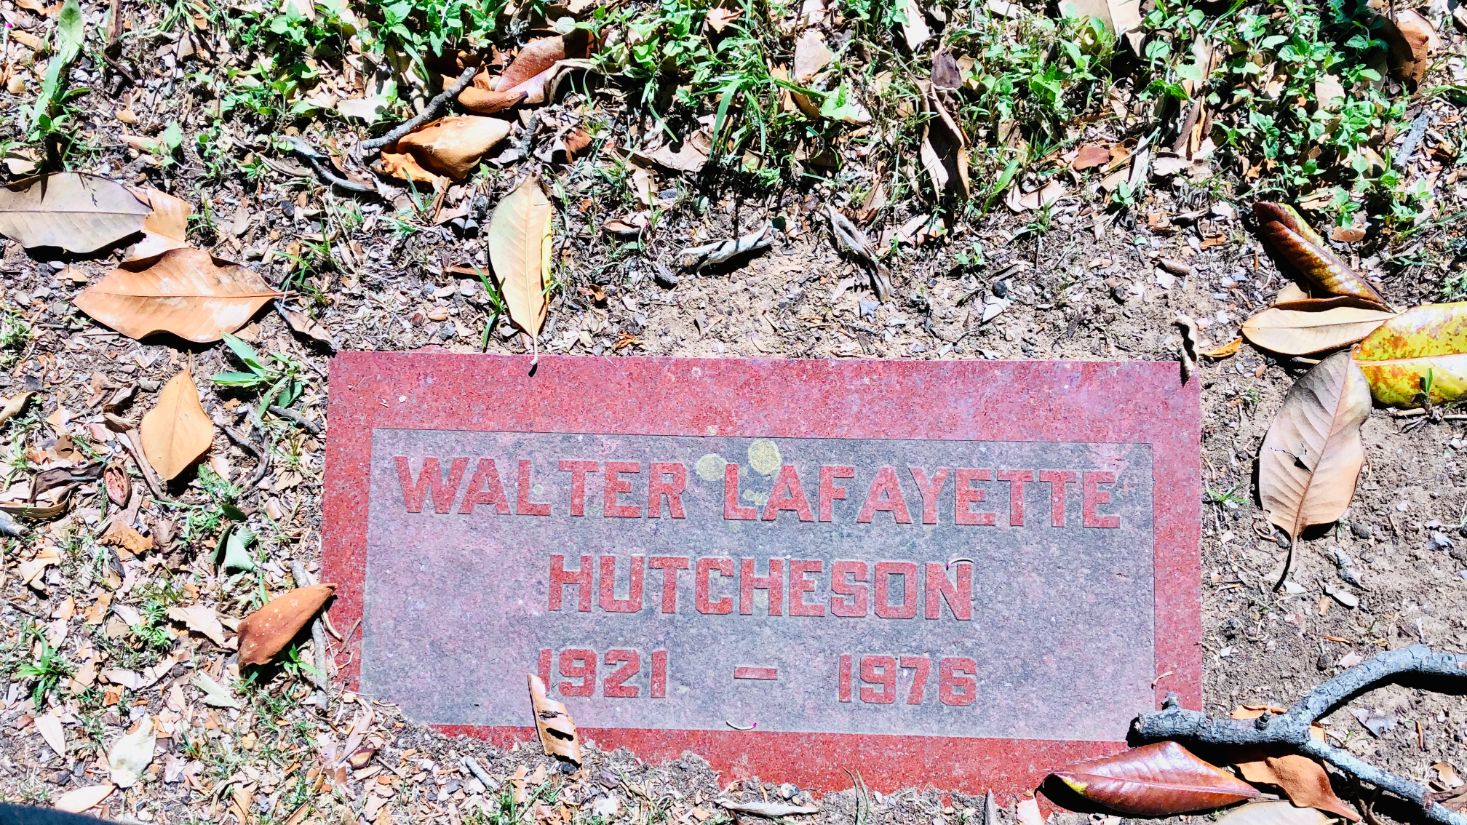 WALTER LAFAYETTE
HUTCHESON
1921 – 1976